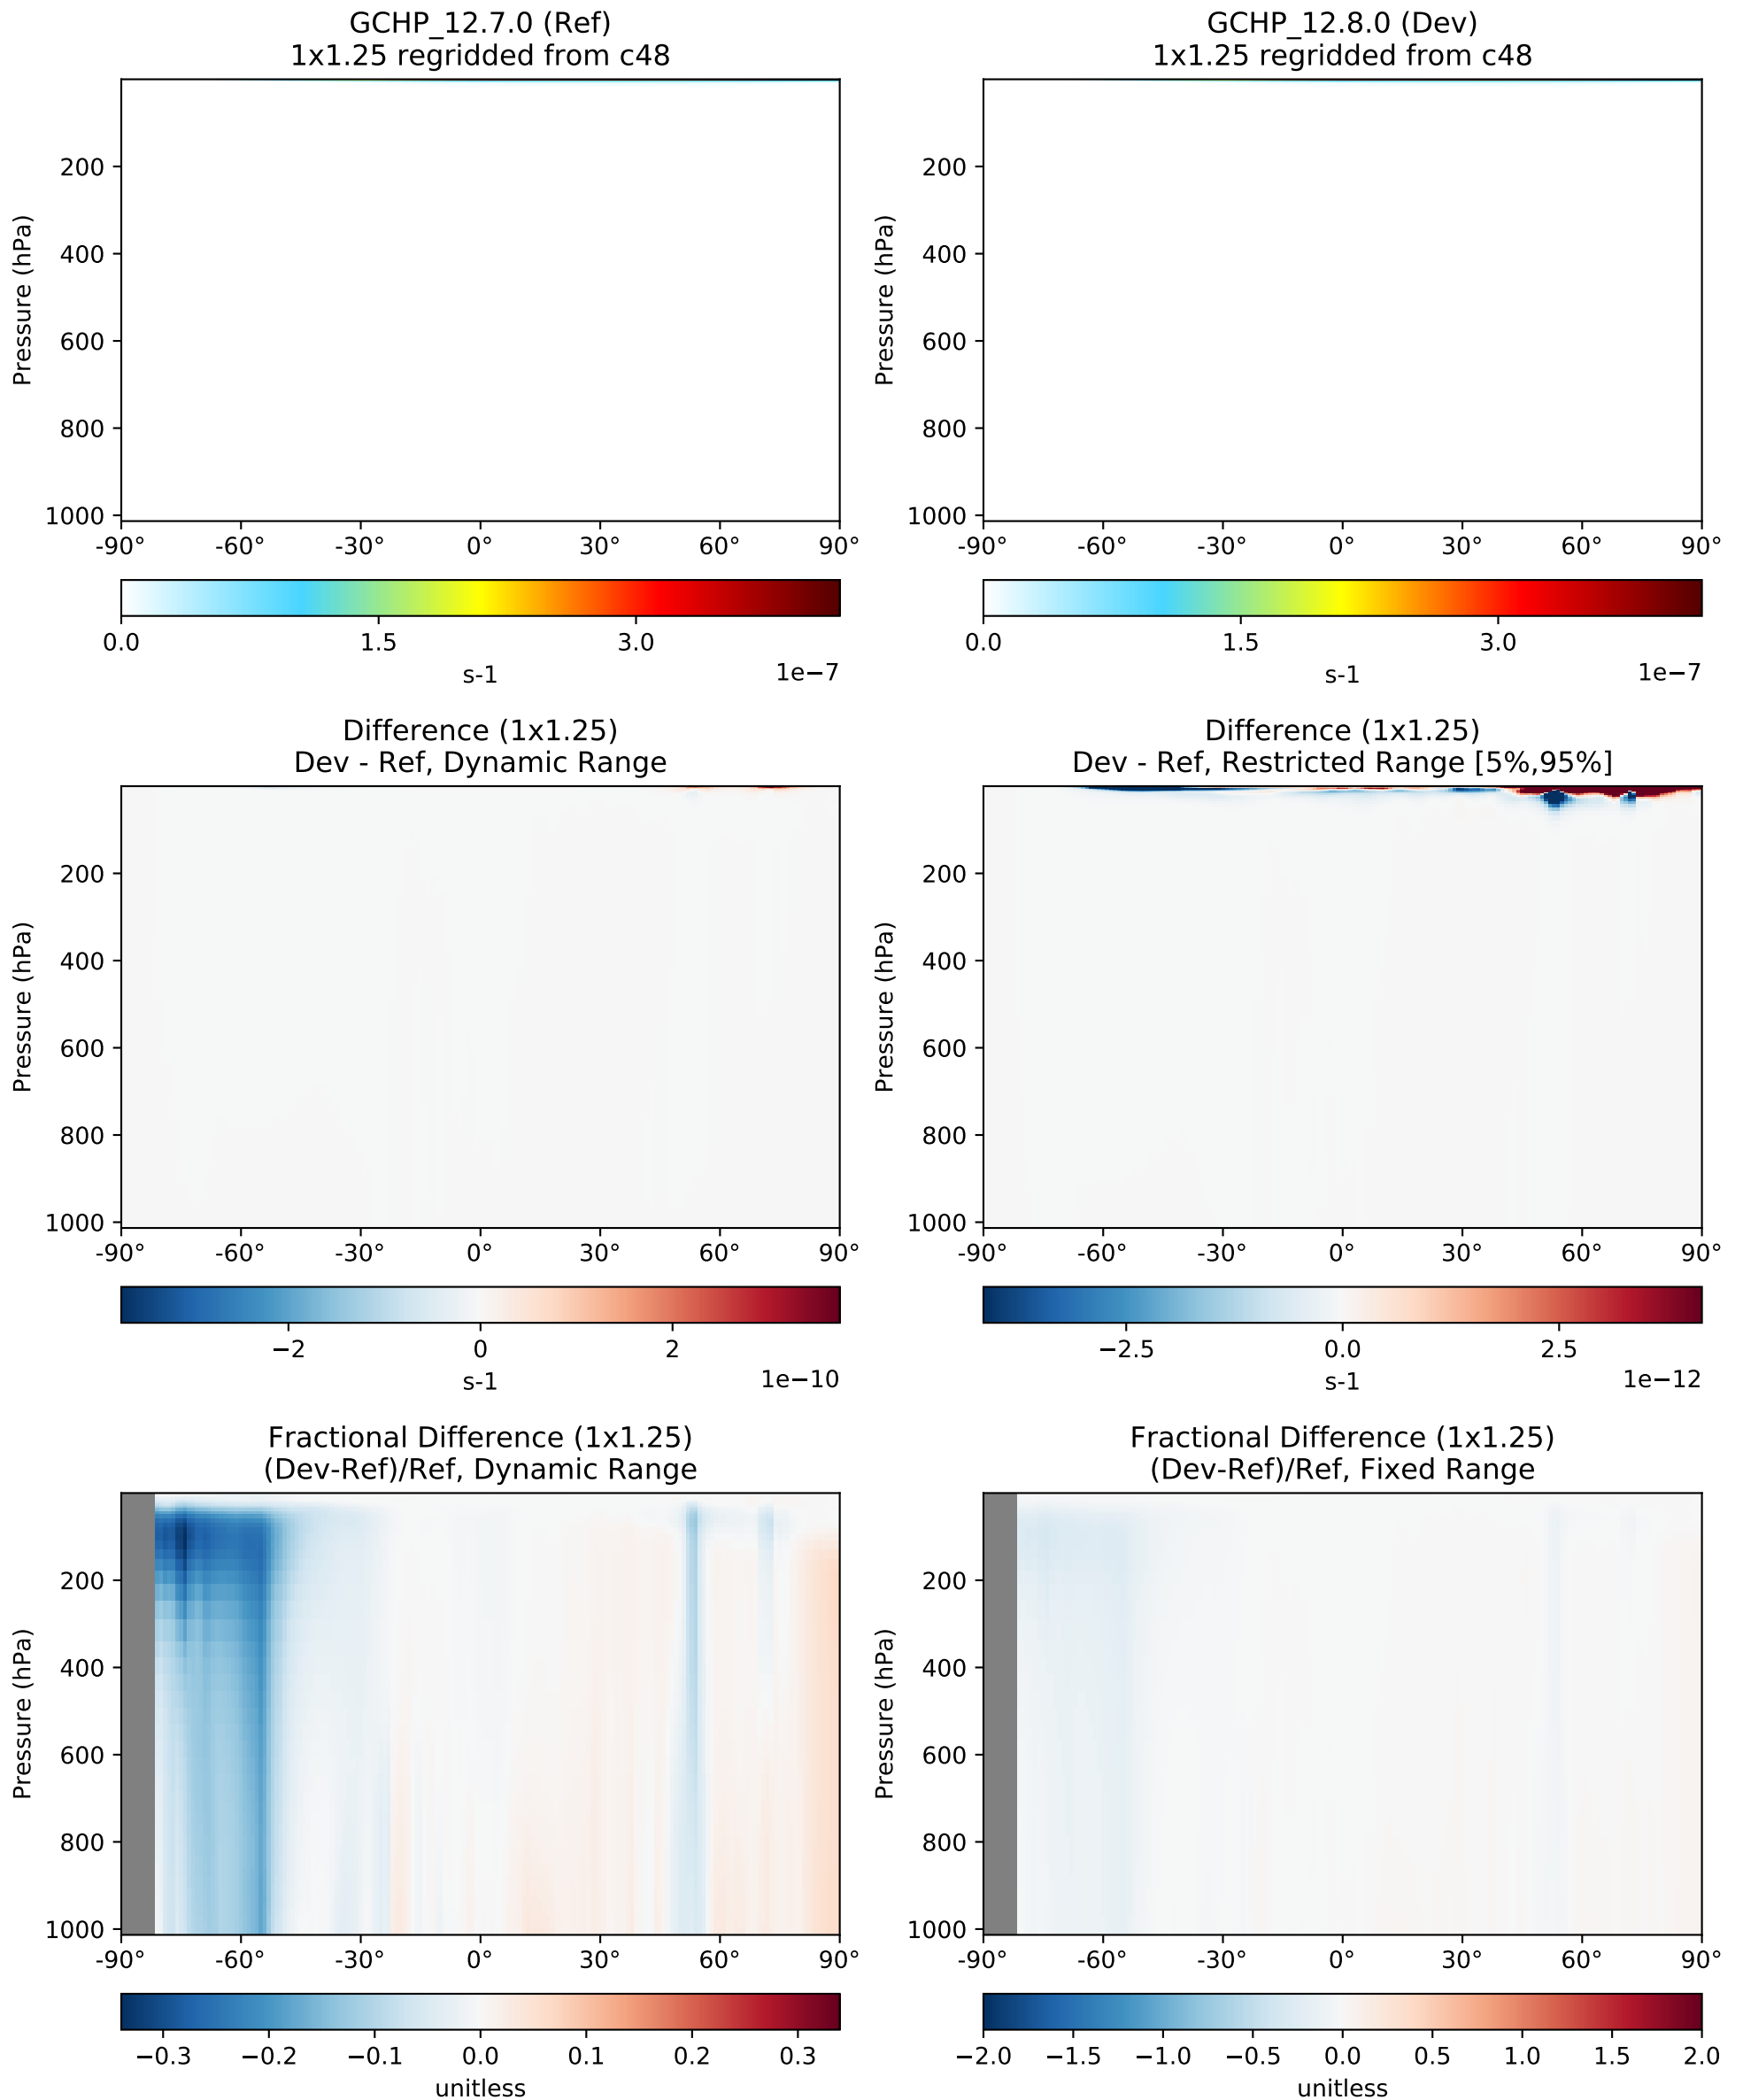 GCHP_12.7.0 (Ref)
1x1.25 regridded from c48
Pressure (hPa)
200
400
600
800
1000
-90° -60° -30° 0° 30° 60° 90°
0.0 1.5 3.0
s-1 1e−7
GCHP_12.8.0 (Dev)
1x1.25 regridded from c48
Pressure (hPa)
200
400
600
800
1000
-90° -60° -30° 0° 30° 60° 90°
0.0 1.5 3.0
s-1 1e−7
Difference (1x1.25)
Dev - Ref, Dynamic Range
Pressure (hPa)
200
400
600
800
1000
-90° -60° -30° 0° 30° 60° 90°
−2 0 2
s-1 1e−10
Difference (1x1.25)
Dev - Ref, Restricted Range [5%,95%]
Pressure (hPa)
200
400
600
800
1000
-90° -60° -30° 0° 30° 60° 90°
−2.5 0.0 2.5
s-1 1e−12
Fractional Difference (1x1.25)
(Dev-Ref)/Ref, Dynamic Range
Pressure (hPa)
200
400
600
800
1000
-90° -60° -30° 0° 30° 60° 90°
−0.3 −0.2 −0.1 0.0 0.1 0.2 0.3
unitless
Fractional Difference (1x1.25)
(Dev-Ref)/Ref, Fixed Range
Pressure (hPa)
200
400
600
800
1000
-90° -60° -30° 0° 30° 60° 90°
−2.0 −1.5 −1.0 −0.5 0.0 0.5 1.0 1.5 2.0
unitless